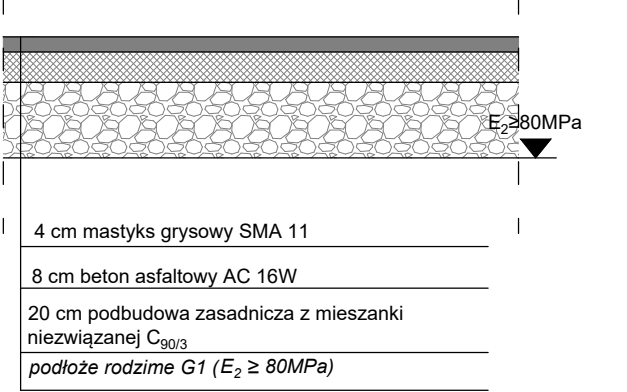 E₂≥80MPa
4 cm mastyks grysowy SMA 11
8 cm beton asfaltowy AC 16W
20 cm podbudowa zasadnicza z mieszanki
niezwiązanej C₉₀/₃
podłoże rodzime G1 (E₂ ≥ 80MPa)